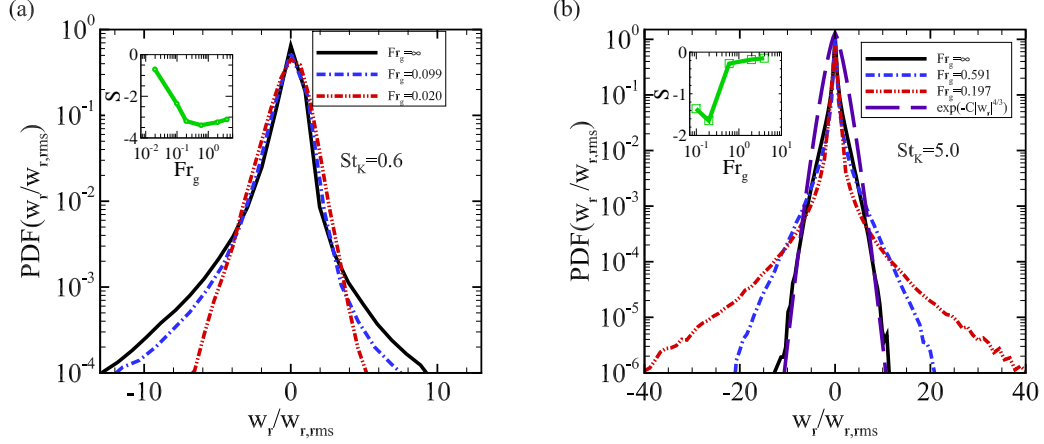 (a)
10^0
10^-1
10^-2
10^-3
10^-4
PDF(w_r/w_r,rms)
-10
0
10
w_r/w_r,rms
Fr_g=∞
Fr_g=0.099
Fr_g=0.020
St_K=0.6
S
0
-2
-4
10^-2
10^-1
10^0
Fr_g
(b)
10^0
10^-1
10^-2
10^-3
10^-4
10^-5
10^-6
PDF(w_r/w_r,rms)
-40
-20
0
20
40
w_r/w_r,rms
Fr_g=∞
Fr_g=0.591
Fr_g=0.197
exp(-C|w_r|^4/3)
St_K=5.0
S
0
-1
-2
10^-1
10^0
10^1
10^2
Fr_g